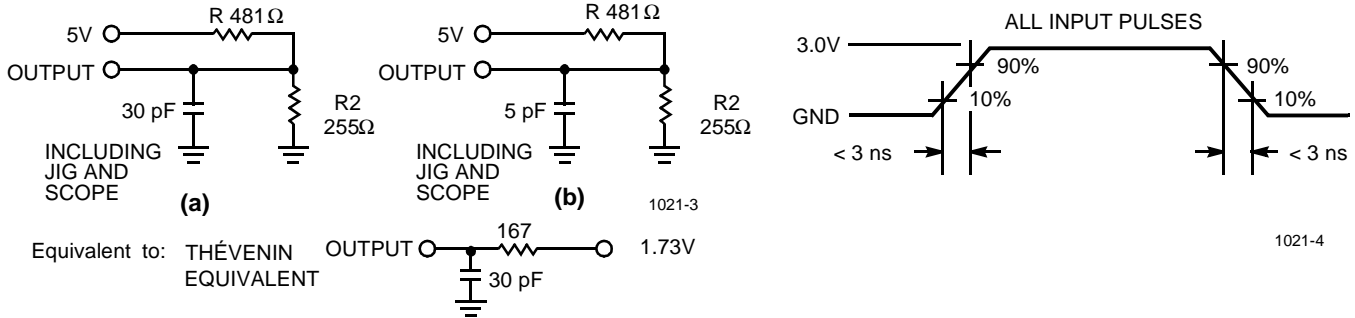 R 481Ω
5V
OUTPUT
30 pF
R2
255Ω
INCLUDING
JIG AND
SCOPE
(a)
R 481Ω
5V
OUTPUT
5 pF
R2
255Ω
INCLUDING
JIG AND
SCOPE
(b)
1021-3
Equivalent to: THÉVENIN
EQUIVALENT
OUTPUT
167
1.73V
30 pF
ALL INPUT PULSES
3.0V
90%
90%
10%
10%
GND
< 3 ns
< 3 ns
1021-4